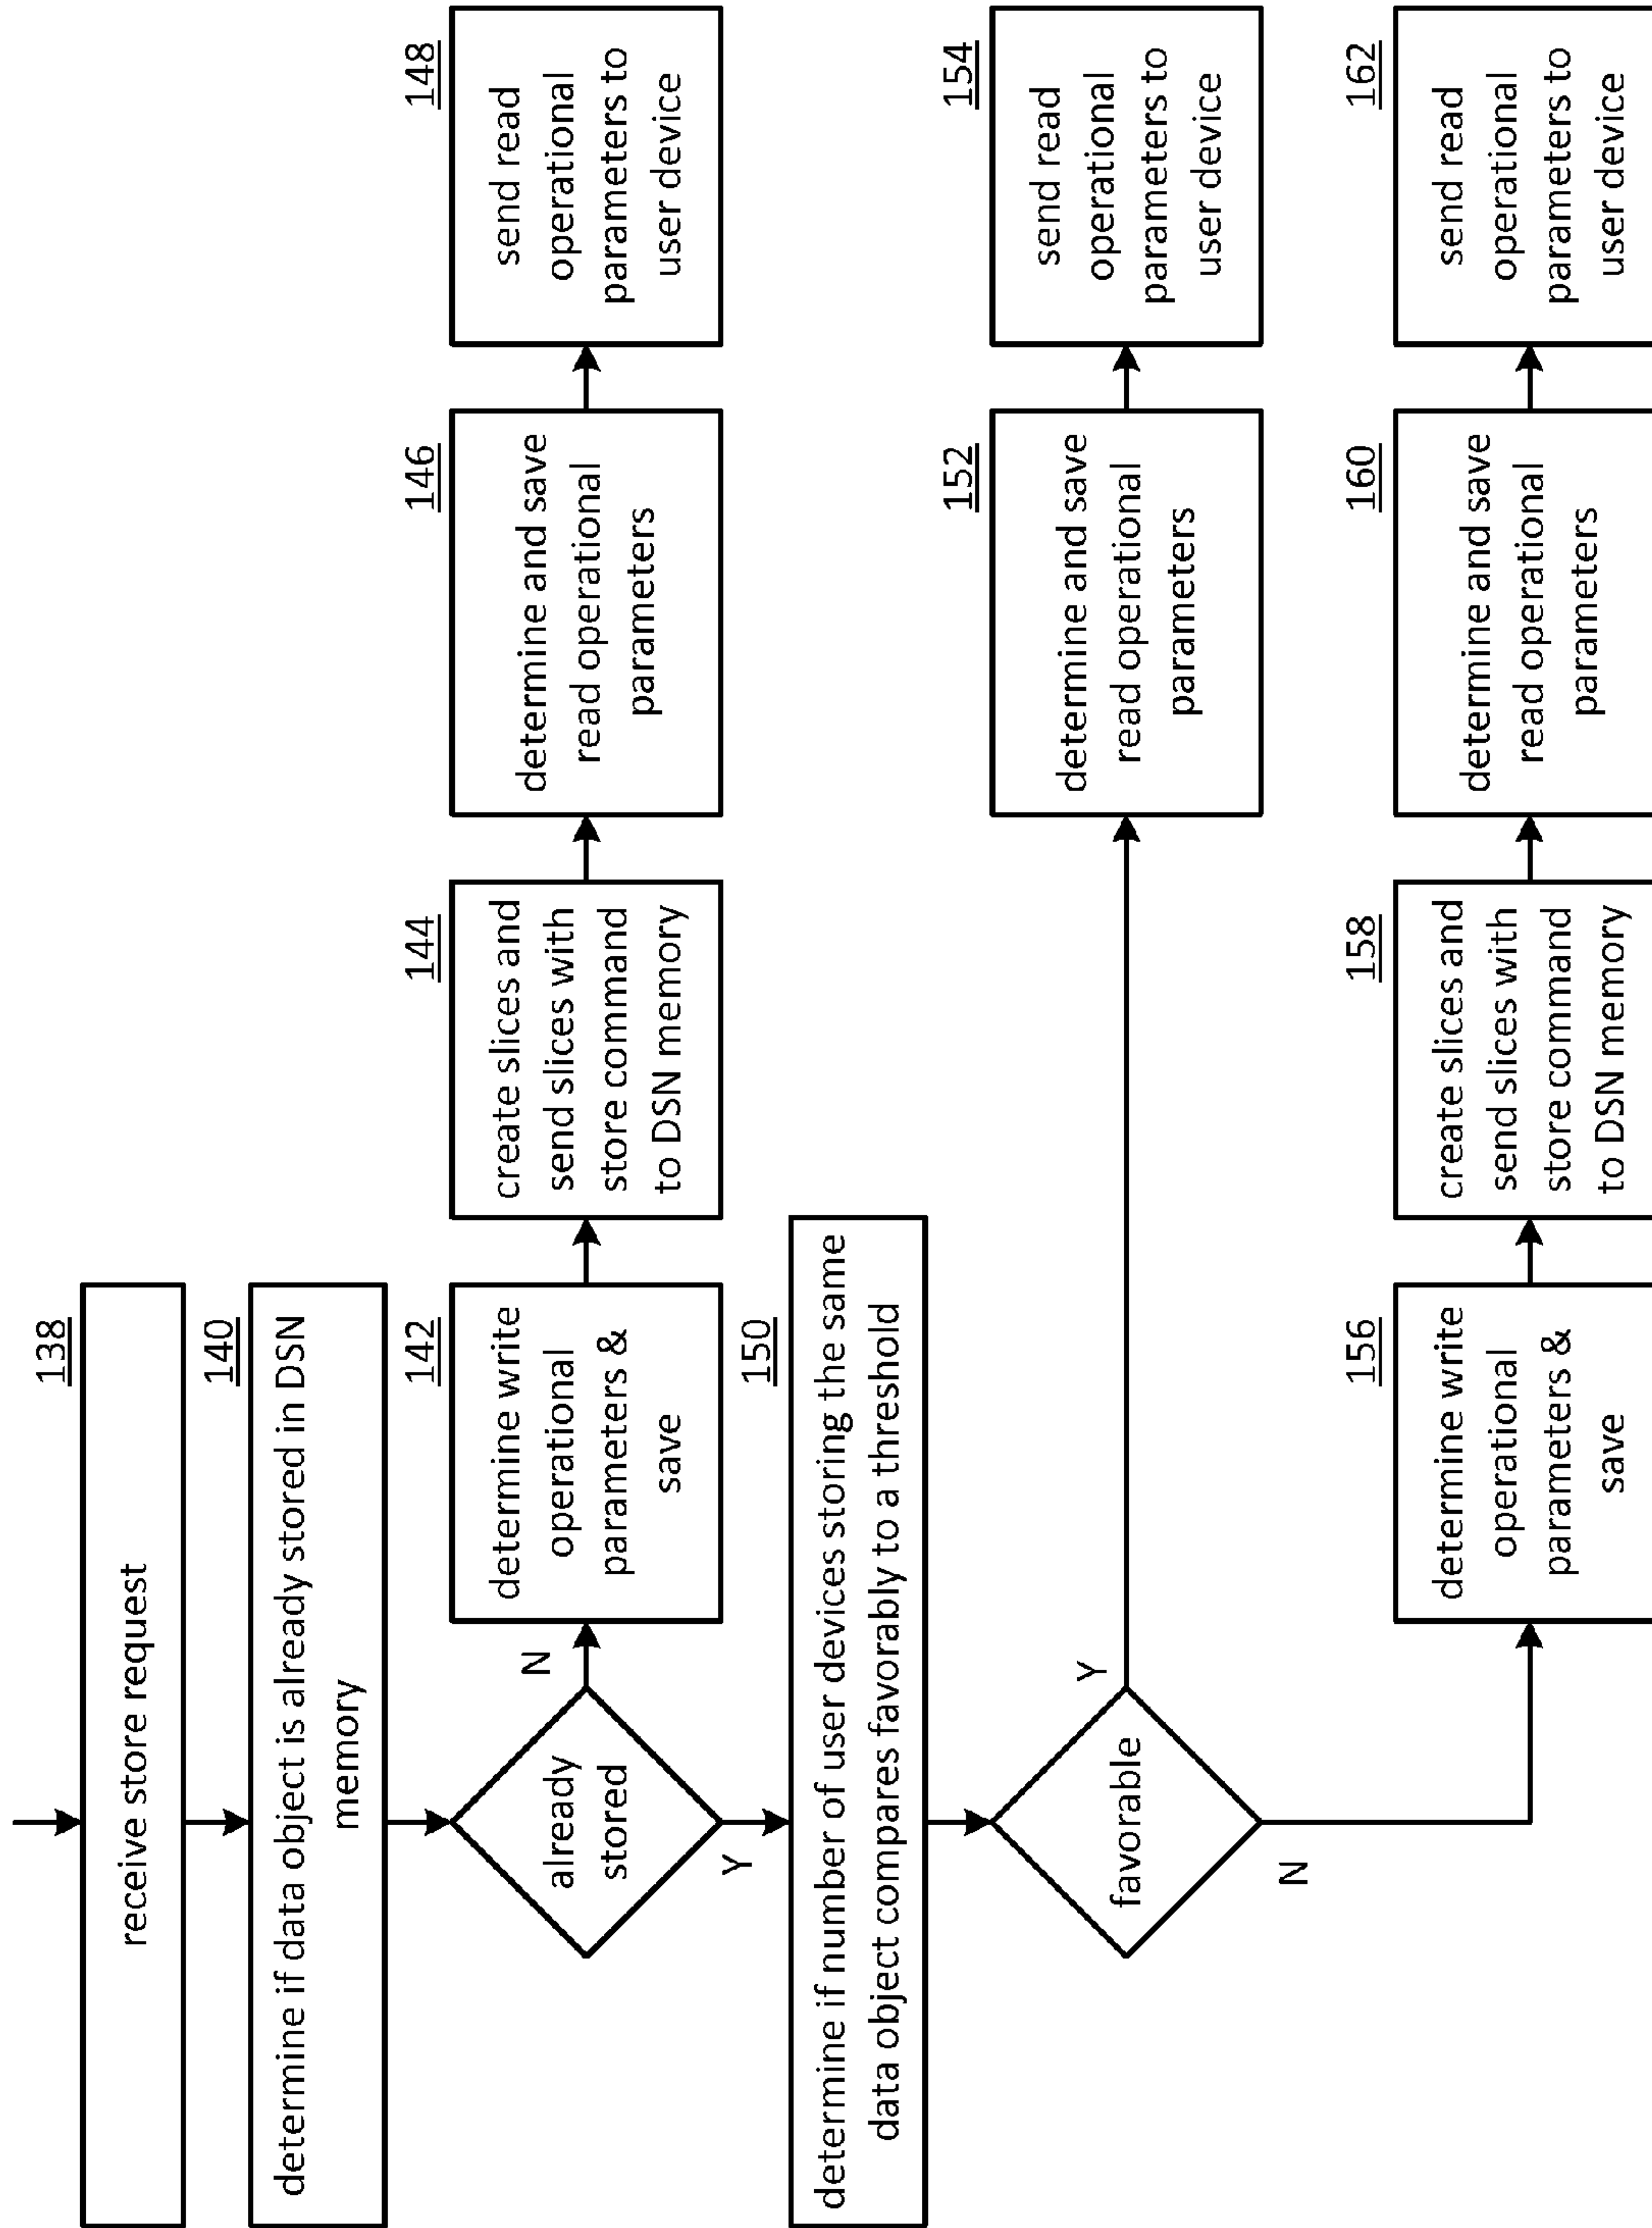 138
receive store request
140
determine if data object is already stored in DSN
memory
already
stored
N
Y
142
determine write
operational
parameters &
save
144
create slices and
send slices with
store command
to DSN memory
146
determine and save
read operational
parameters
148
send read
operational
parameters to
user device
150
determine if number of user devices storing the same
data object compares favorably to a threshold
favorable
Y
N
152
determine and save
read operational
parameters
154
send read
operational
parameters to
user device
156
determine write
operational
parameters &
save
158
create slices and
send slices with
store command
to DSN memory
160
determine and save
read operational
parameters
162
send read
operational
parameters to
user device